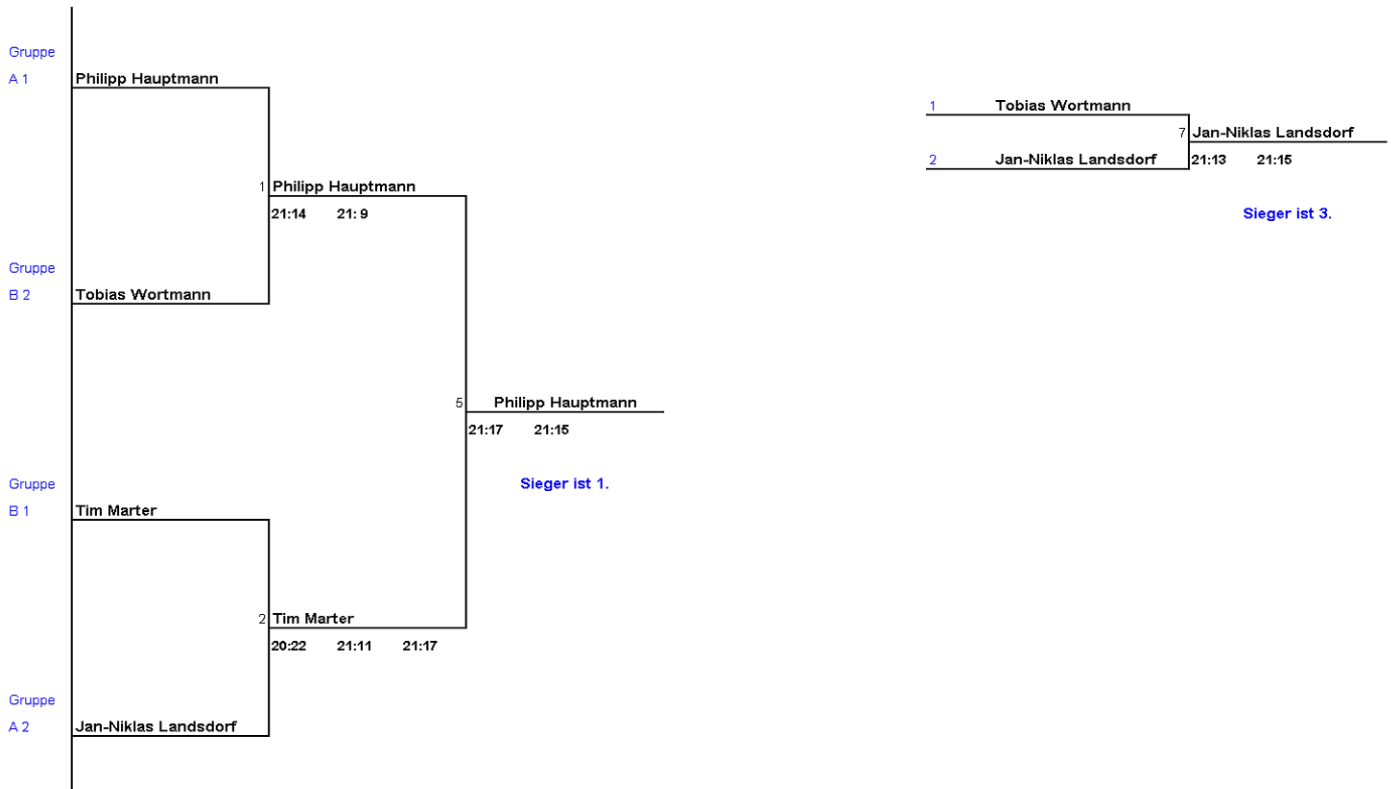 Gruppe
A 1 Philipp Hauptmann
1 Philipp Hauptmann
21:14 21: 9
Gruppe
B 2 Tobias Wortmann
5 Philipp Hauptmann
21:17 21:15
Sieger ist 1.
Gruppe
B 1 Tim Marter
2 Tim Marter
20:22 21:11 21:17
Gruppe
A 2 Jan-Niklas Landsdorf
1 Tobias Wortmann
7 Jan-Niklas Landsdorf
2 Jan-Niklas Landsdorf
21:13 21:15
Sieger ist 3.